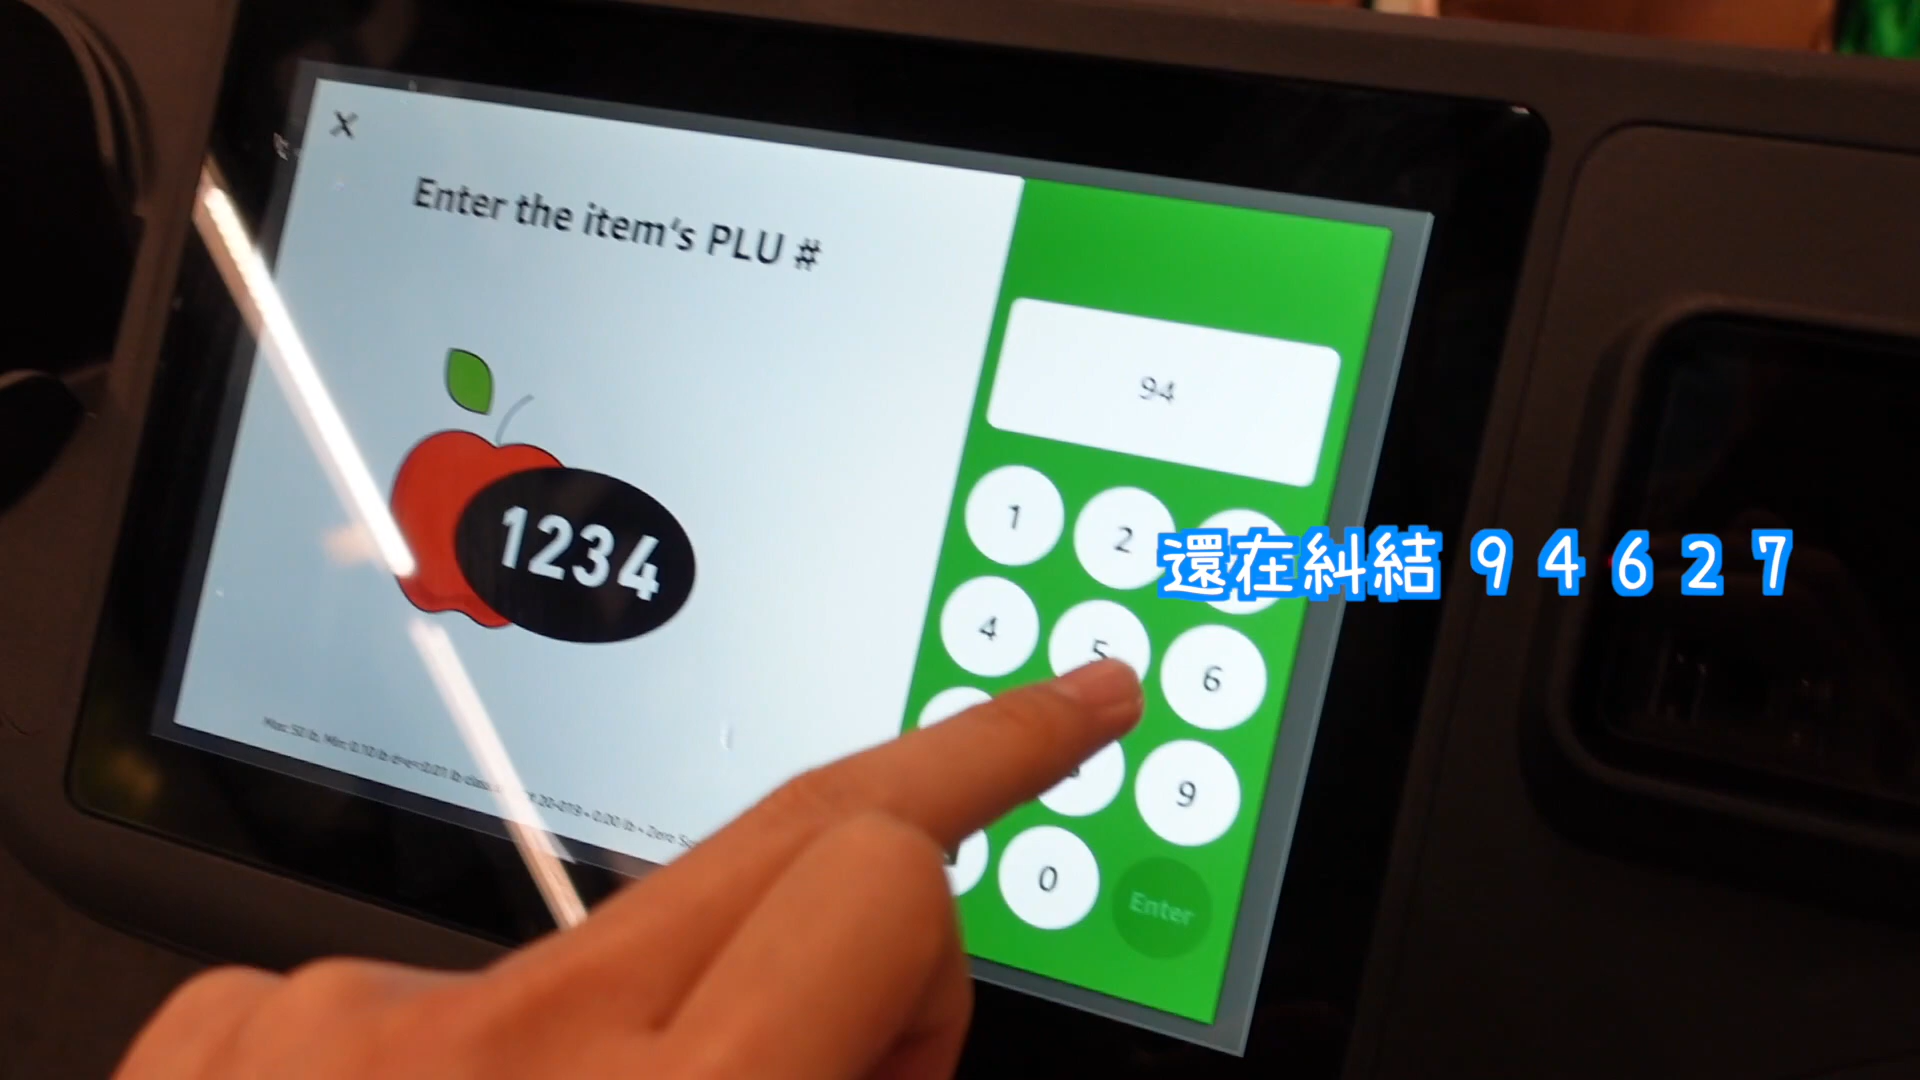 Enter the item's PLU #
1234
94
1 2
4 5 6
9
0 Enter
還在糾結 9 4 6 2 7